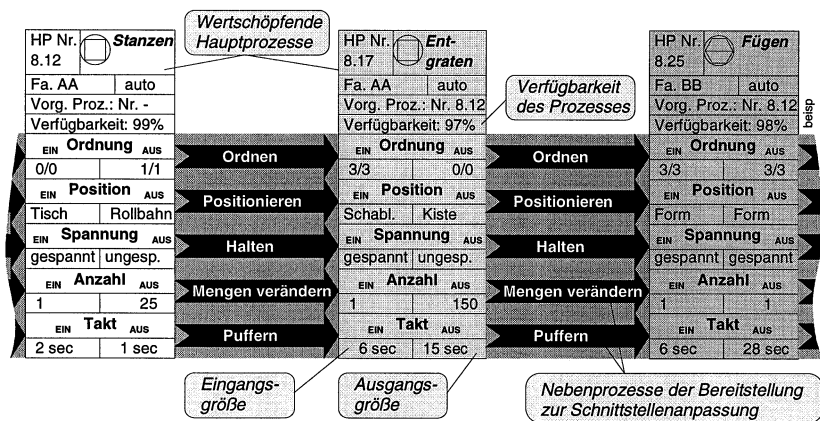 Wertschöpfende
Hauptprozesse
HP Nr.
8.12
Stanzen
Fa. AA auto
Vorg. Proz.: Nr. -
Verfügbarkeit: 99%
EIN Ordnung AUS
0/0 1/1
EIN Position AUS
Tisch Rollbahn
EIN Spannung AUS
gespannt ungesp.
EIN Anzahl AUS
1 25
EIN Takt AUS
2 sec 1 sec
Ordnen
Positionieren
Halten
Mengen verändern
Puffern
HP Nr.
8.17
Ent-
graten
Fa. AA auto
Vorg. Proz.: Nr. 8.12
Verfügbarkeit: 97%
EIN Ordnung AUS
3/3 0/0
EIN Position AUS
Schabl. Kiste
EIN Spannung AUS
gespannt ungesp.
EIN Anzahl AUS
1 150
EIN Takt AUS
6 sec 15 sec
Verfügbarkeit
des Prozesses
Ordnen
Positionieren
Halten
Mengen verändern
Puffern
HP Nr.
8.25
Fügen
Fa. BB auto
Vorg. Proz.: Nr. 8.12
Verfügbarkeit: 98%
EIN Ordnung AUS
3/3 3/3
EIN Position AUS
Form Form
EIN Spannung AUS
gespannt gespannt
EIN Anzahl AUS
1 1
EIN Takt AUS
6 sec 28 sec
beisp
Eingangs-
größe
Ausgangs-
größe
Nebenprozesse der Bereitstellung
zur Schnittstellenanpassung